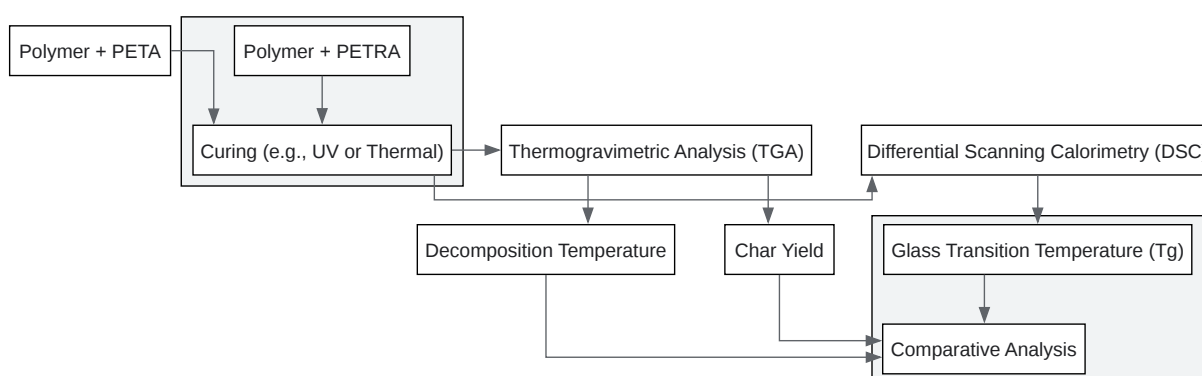 Polymer + PETA
Polymer + PETRA
Curing (e.g., UV or Thermal)
Thermogravimetric Analysis (TGA)
Differential Scanning Calorimetry (DSC
Decomposition Temperature
Char Yield
Glass Transition Temperature (Tg)
Comparative Analysis